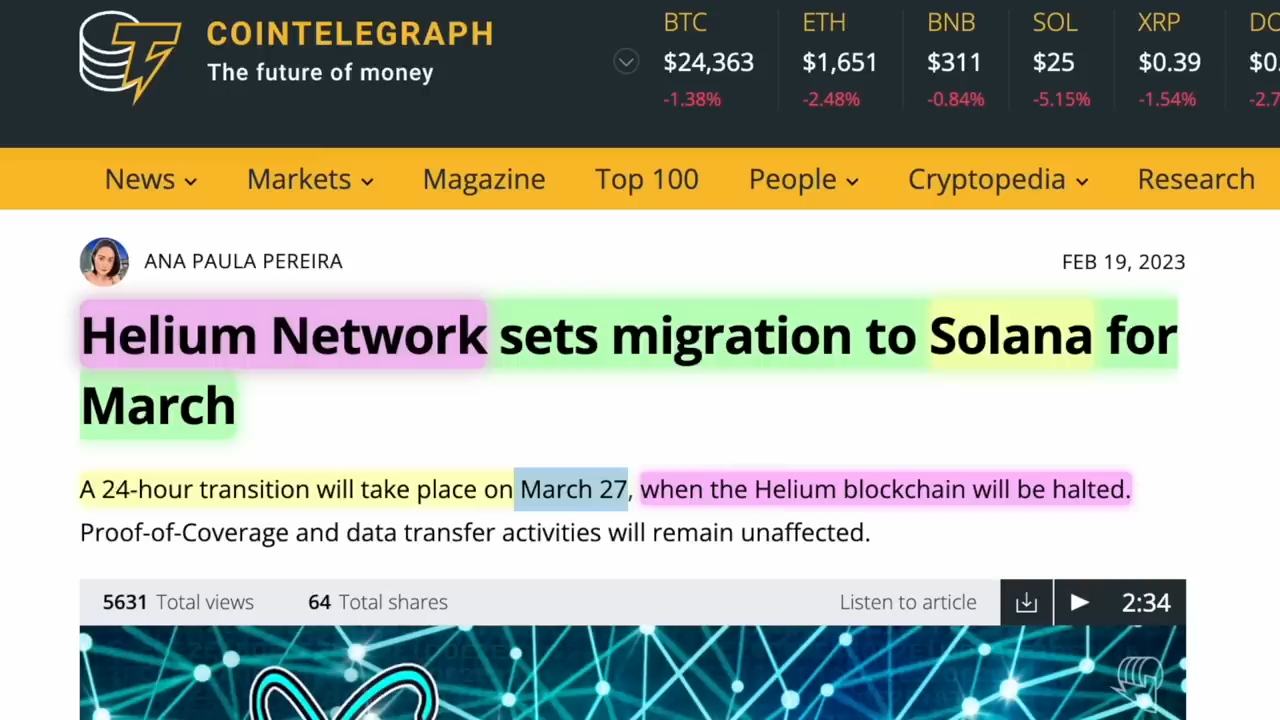 COINTELEGRAPH
The future of money
BTC ETH BNB SOL XRP
$24,363 $1,651 $311 $25 $0.39
-1.38% -2.48% -0.84% -5.15% -1.54%
News Markets Magazine Top 100 People Cryptopedia Research
ANA PAULA PEREIRA FEB 19, 2023
Helium Network sets migration to Solana for
March
A 24-hour transition will take place on March 27, when the Helium blockchain will be halted.
Proof-of-Coverage and data transfer activities will remain unaffected.
5631 Total views 64 Total shares Listen to article 2:34